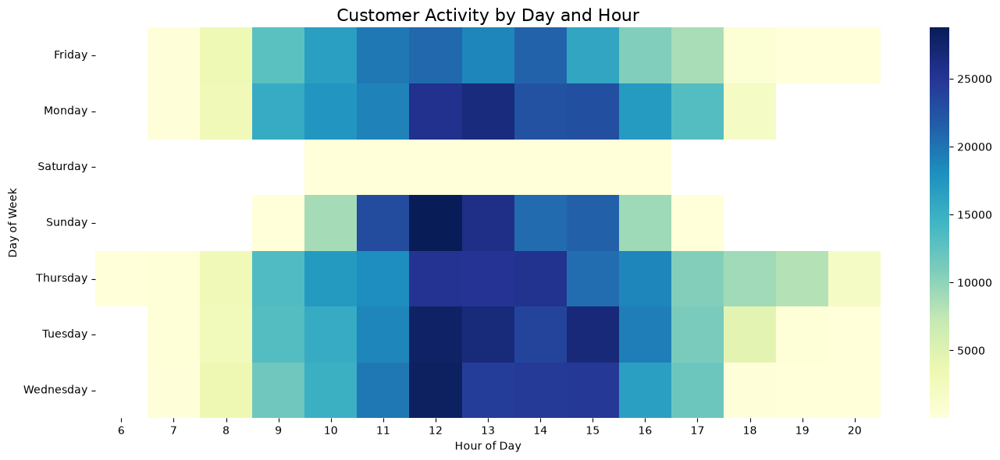 Customer Activity by Day and Hour
Day of Week
Friday
Monday
Saturday
Sunday
Thursday
Tuesday
Wednesday
6 7 8 9 10 11 12 13 14 15 16 17 18 19 20
Hour of Day
25000
20000
15000
10000
5000